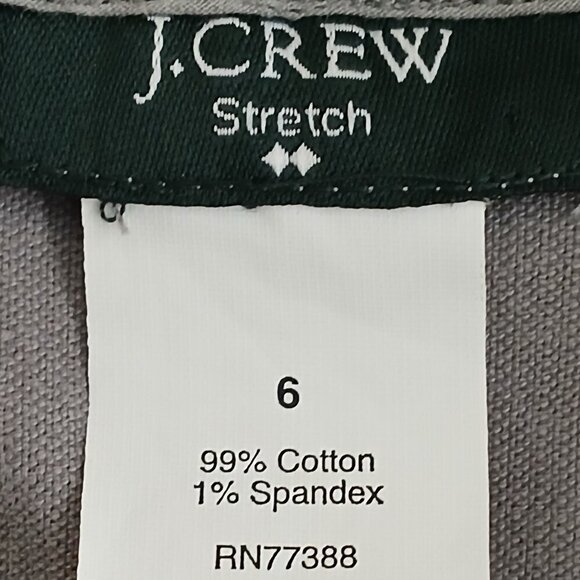 J.CREW
Stretch
6
99% Cotton
1% Spandex
RN77388